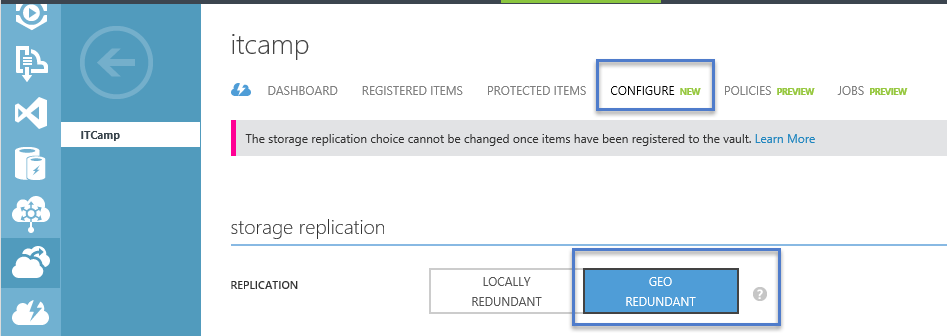 itcamp
DASHBOARD REGISTERED ITEMS PROTECTED ITEMS CONFIGURE NEW POLICIES PREVIEW JOBS PREVIEW
ITCamp
The storage replication choice cannot be changed once items have been registered to the vault. Learn More
storage replication
REPLICATION
LOCALLY
REDUNDANT
GEO
REDUNDANT
?